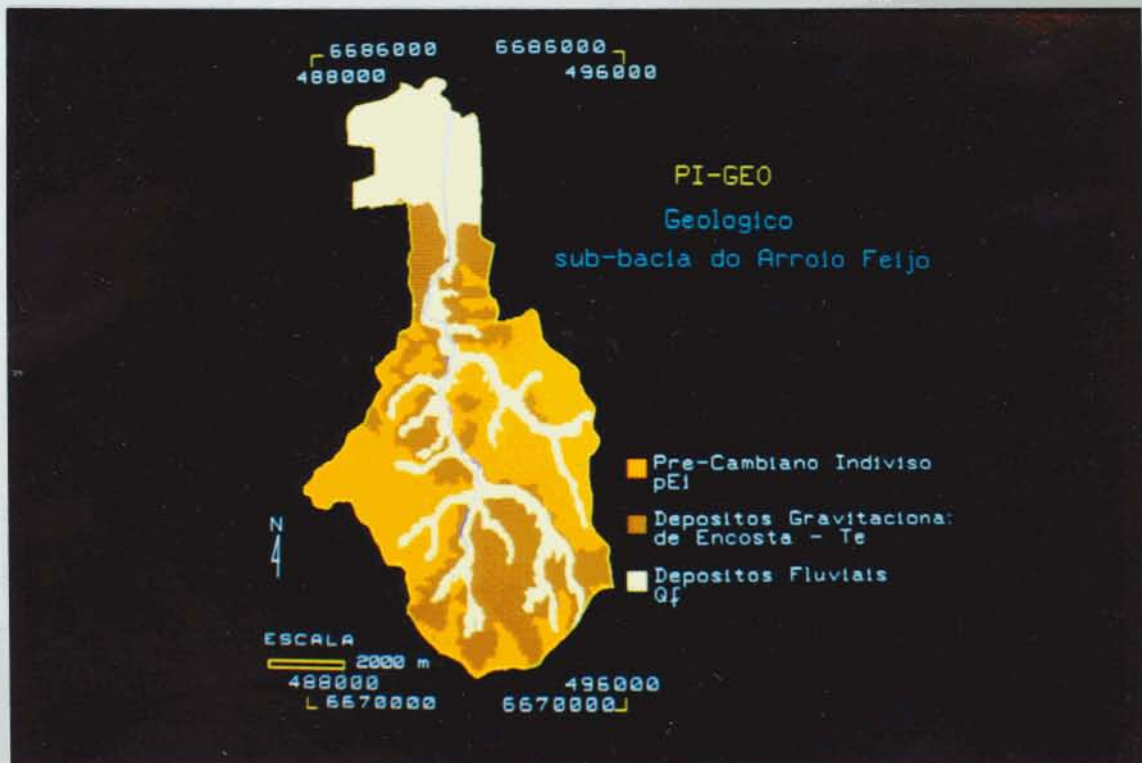 6686000 6686000
488000 496000
PI-GEO
Geologico
sub-bacia do Arroio Feijo
Pre-Cambiano Indiviso
pEi
Depositos Gravitaciona:
de Encosta - Te
Depositos Fluviais
Qf
N
ESCALA
2000 m
488000 496000
6670000 6670000